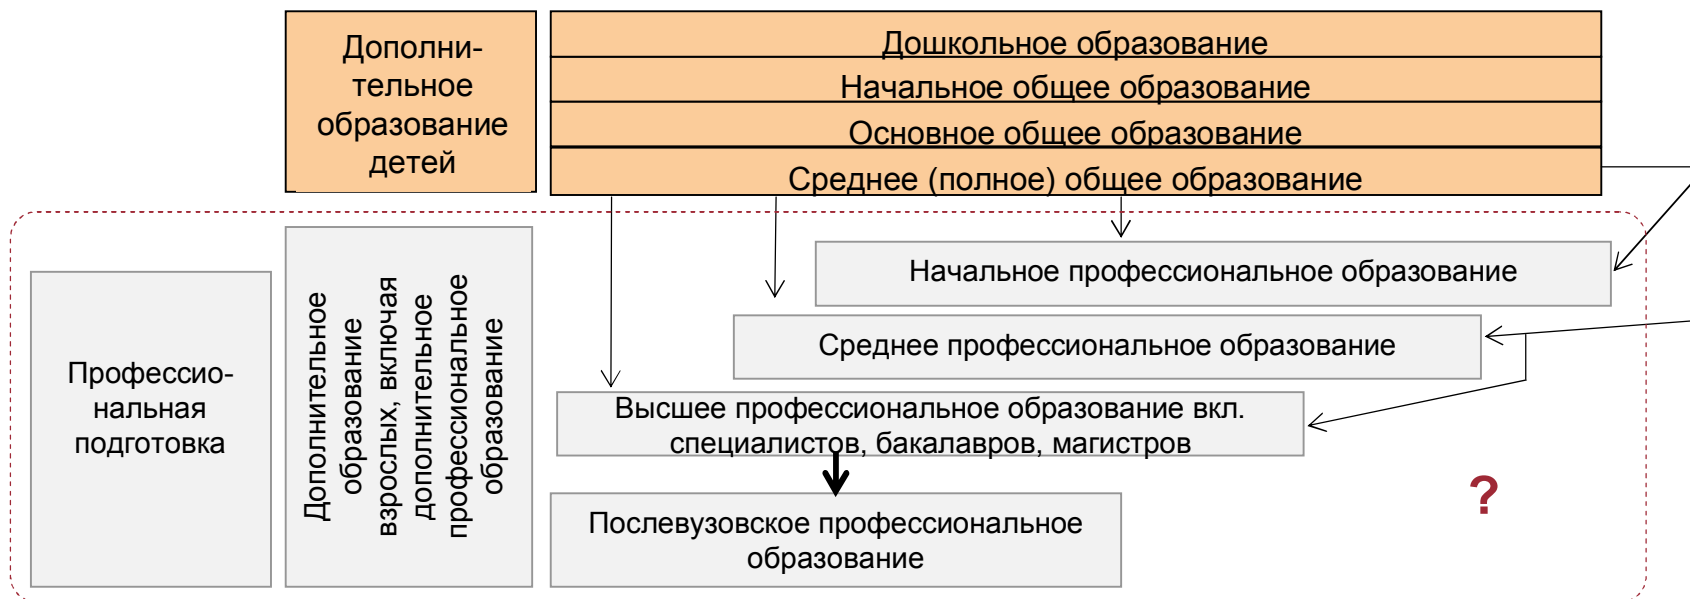 Дополни-
тельное
образование
детей
Дошкольное образование
Начальное общее образование
Основное общее образование
Среднее (полное) общее образование
Профессио-
нальная
подготовка
Дополнительное
образование
взрослых, включая
дополнительное
профессиональное
образование
Начальное профессиональное образование
Среднее профессиональное образование
Высшее профессиональное образование вкл.
специалистов, бакалавров, магистров
Послевузовское профессиональное
образование
?